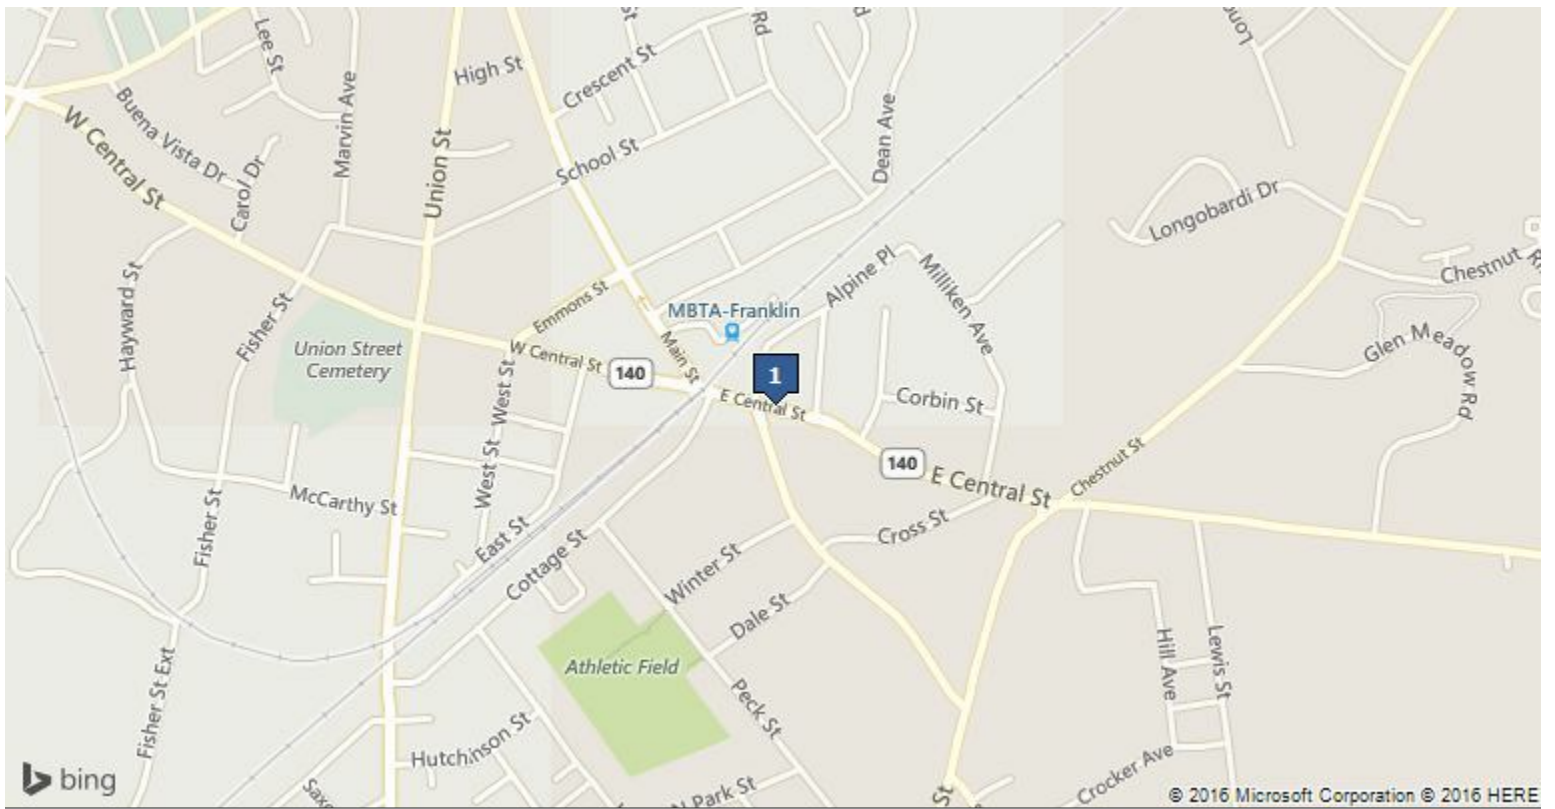 Lee St
St
Rd
Rd
Long
High St
Crescent St
Buena Vista Dr
Marvin Ave
W Central St
Union St
School St
Dean Ave
Carol Dr
Longobardi Dr
Chestnut
Hayward St
Fisher St
Emmons St
MBTA-Franklin
Alpine Pl
Milliken Ave
Union Street
Cemetery
W Central St
140
Main St
1
E Central St
Corbin St
Glen Meadow Rd
West St
West St
140
E Central St
Chestnut St
McCarthy St
Fisher St
East St
Cottage St
Cross St
Winter St
Dale St
Athletic Field
Hill Ave
Lewis St
Fisher St Ext
Peck St
Hutchinson St
Saxo
N Park St
St
Crocker Ave
bing
© 2016 Microsoft Corporation © 2016 HERE